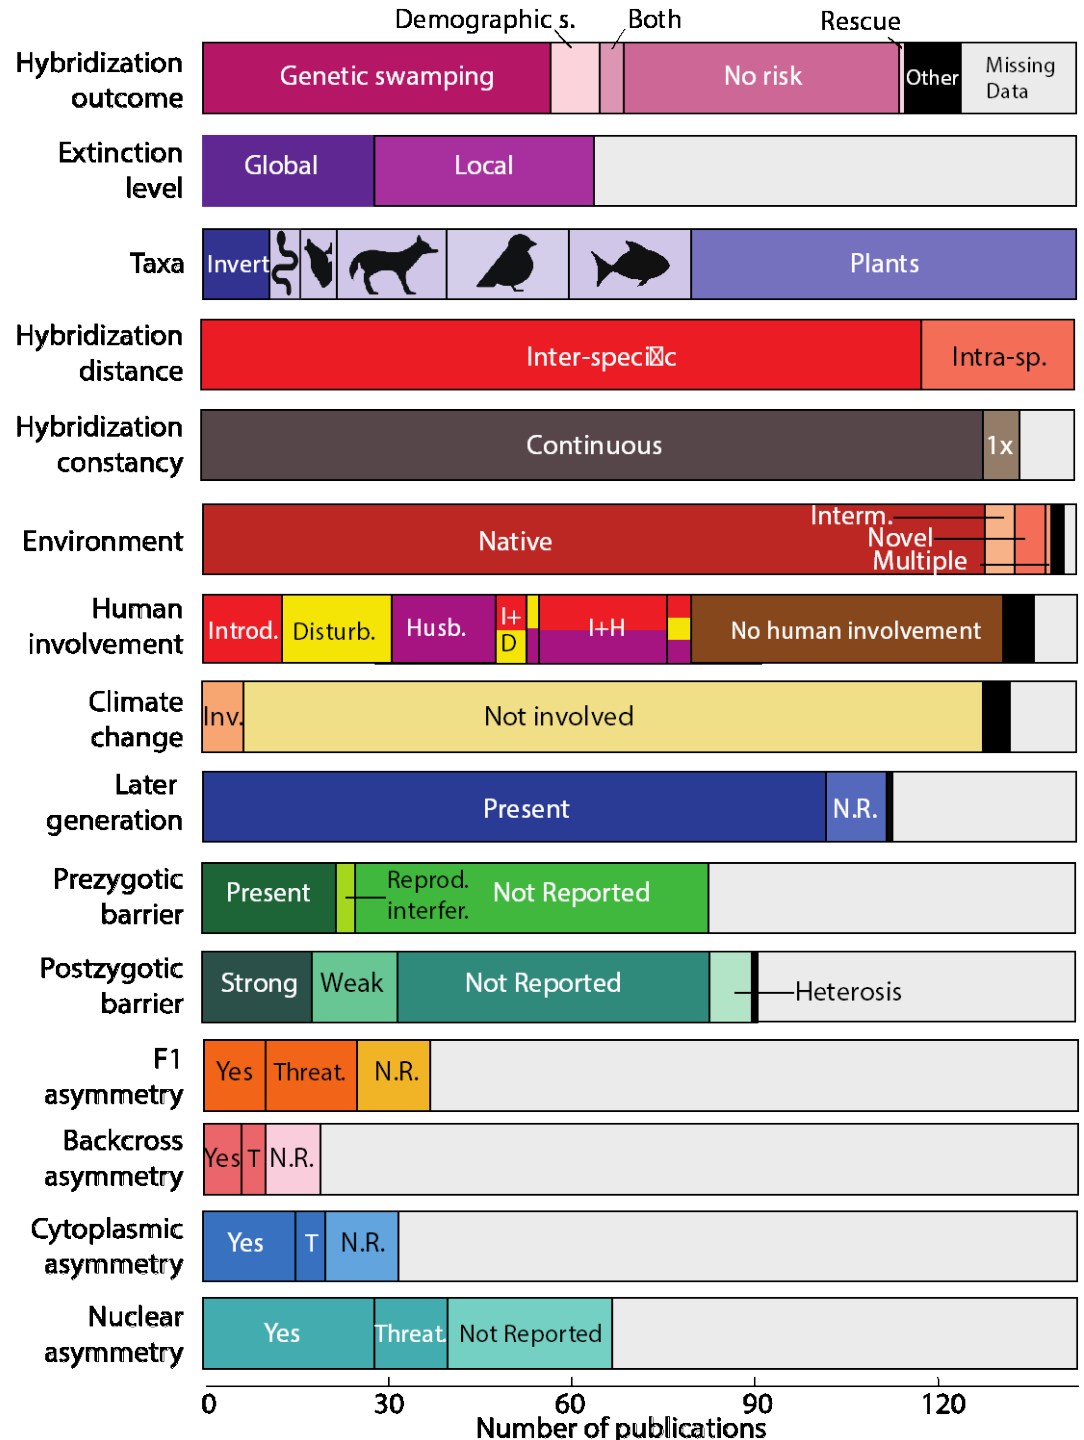 Demographic s. Both Rescue
Hybridization
outcome
Genetic swamping No risk Other Missing
Data
Extinction
level
Global Local
Taxa Invert Plants
Hybridization
distance
Inter-speci☒c Intra-sp.
Hybridization
constancy
Continuous 1x
Environment Native Interm.
Novel
Multiple
Human
involvement
Introd. Disturb. Husb. I+
D
I+H No human involvement
Climate
change
Inv. Not involved
Later
generation
Present N.R.
Prezygotic
barrier
Present Reprod.
interfer.
Not Reported
Postzygotic
barrier
Strong Weak Not Reported Heterosis
F1
asymmetry
Yes Threat. N.R.
Backcross
asymmetry
Yes T N.R.
Cytoplasmic
asymmetry
Yes T N.R.
Nuclear
asymmetry
Yes Threat. Not Reported
0 30 60 90 120
Number of publications